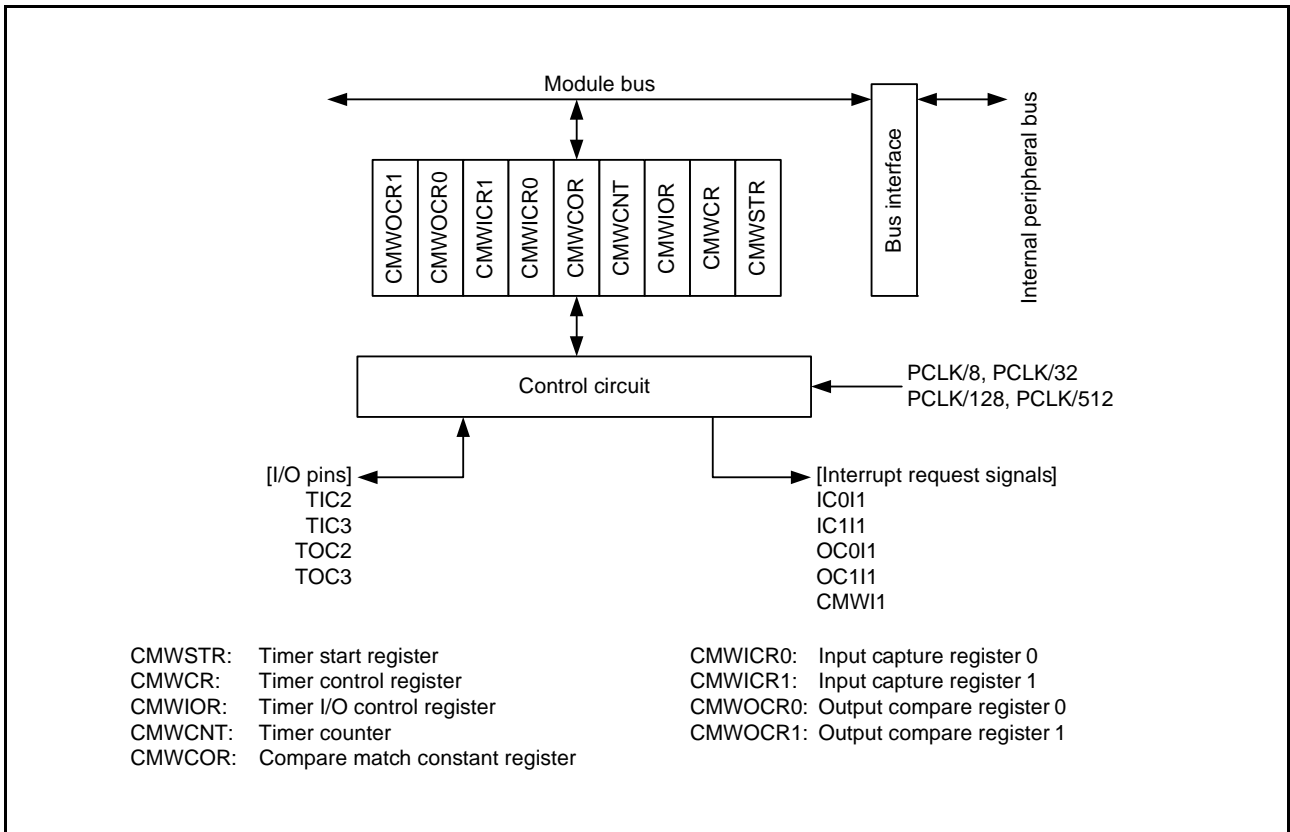 Module bus
Bus interface
Internal peripheral bus
CMWOCR1
CMWOCR0
CMWICR1
CMWICR0
CMWCOR
CMWCNT
CMWIOR
CMWCR
CMWSTR
Control circuit
PCLK/8, PCLK/32
PCLK/128, PCLK/512
[I/O pins]
TIC2
TIC3
TOC2
TOC3
[Interrupt request signals]
IC0I1
IC1I1
OC0I1
OC1I1
CMWI1
CMWSTR: Timer start register
CMWCR: Timer control register
CMWIOR: Timer I/O control register
CMWCNT: Timer counter
CMWCOR: Compare match constant register
CMWICR0: Input capture register 0
CMWICR1: Input capture register 1
CMWOCR0: Output compare register 0
CMWOCR1: Output compare register 1